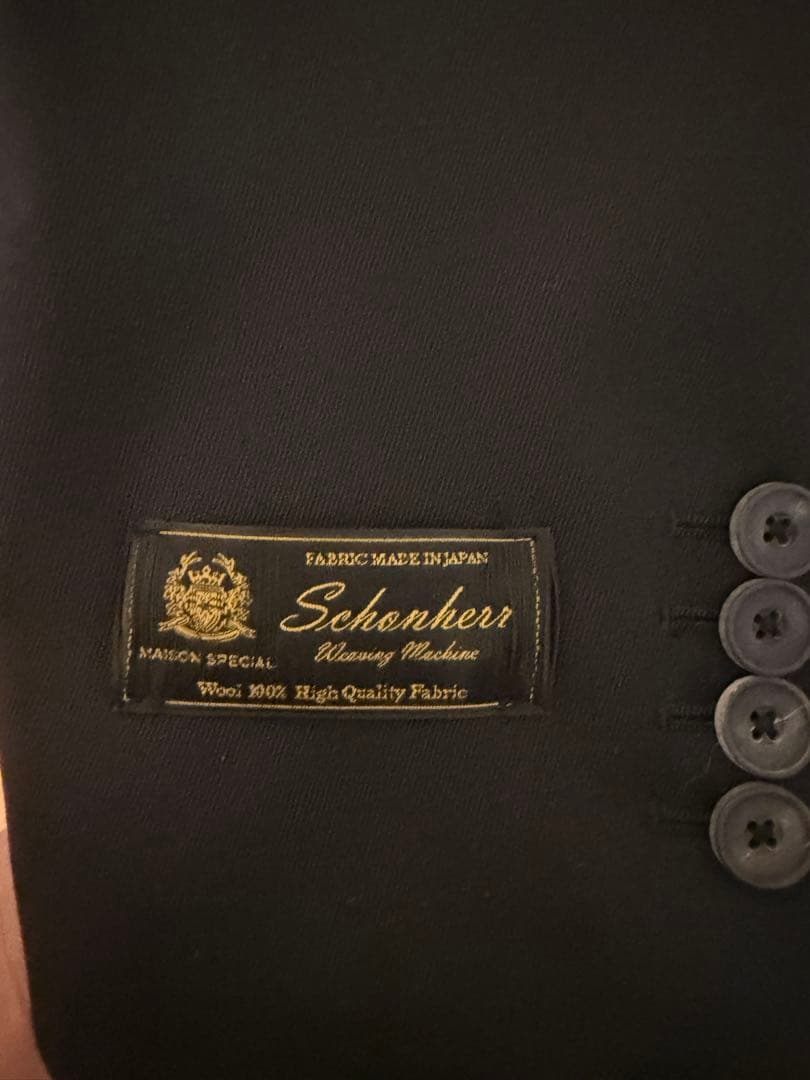 FABRIC MADE IN JAPAN
Schonherr
Weaving Machine
MAISON SPECIAL
Wool 100% High Quality Fabric